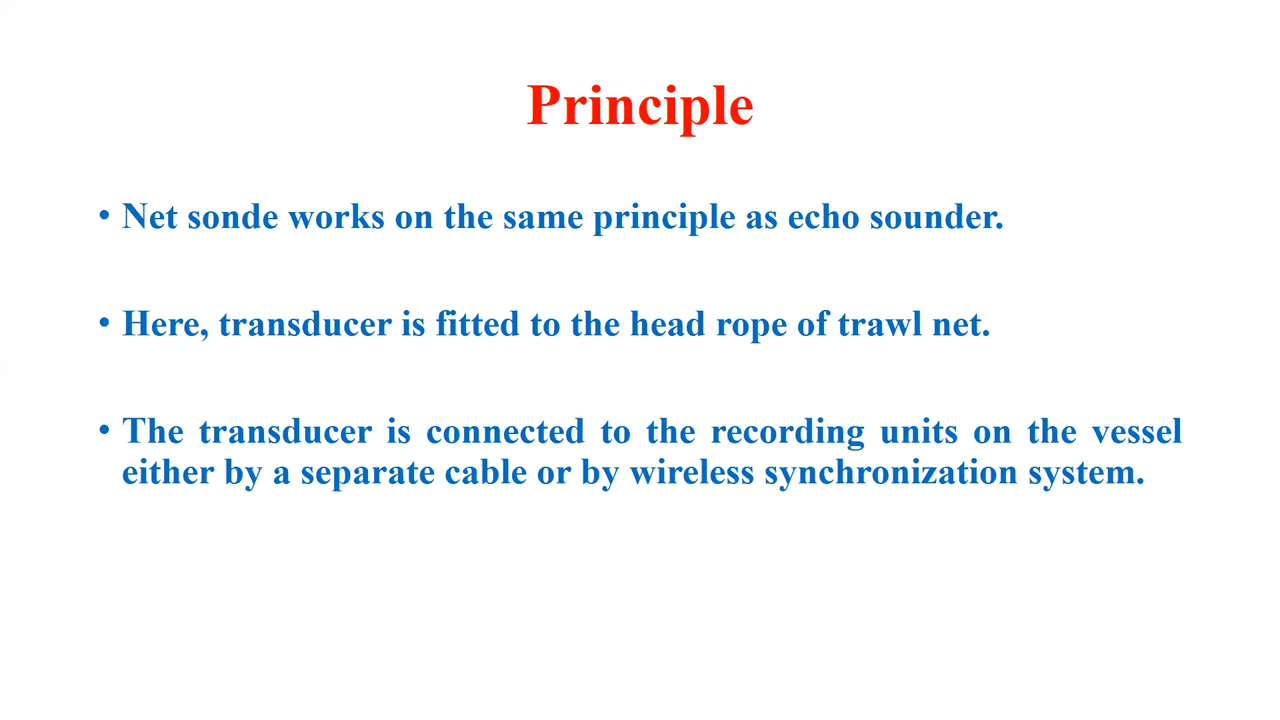 Principle
• Net sonde works on the same principle as echo sounder.
• Here, transducer is fitted to the head rope of trawl net.
• The transducer is connected to the recording units on the vessel
either by a separate cable or by wireless synchronization system.